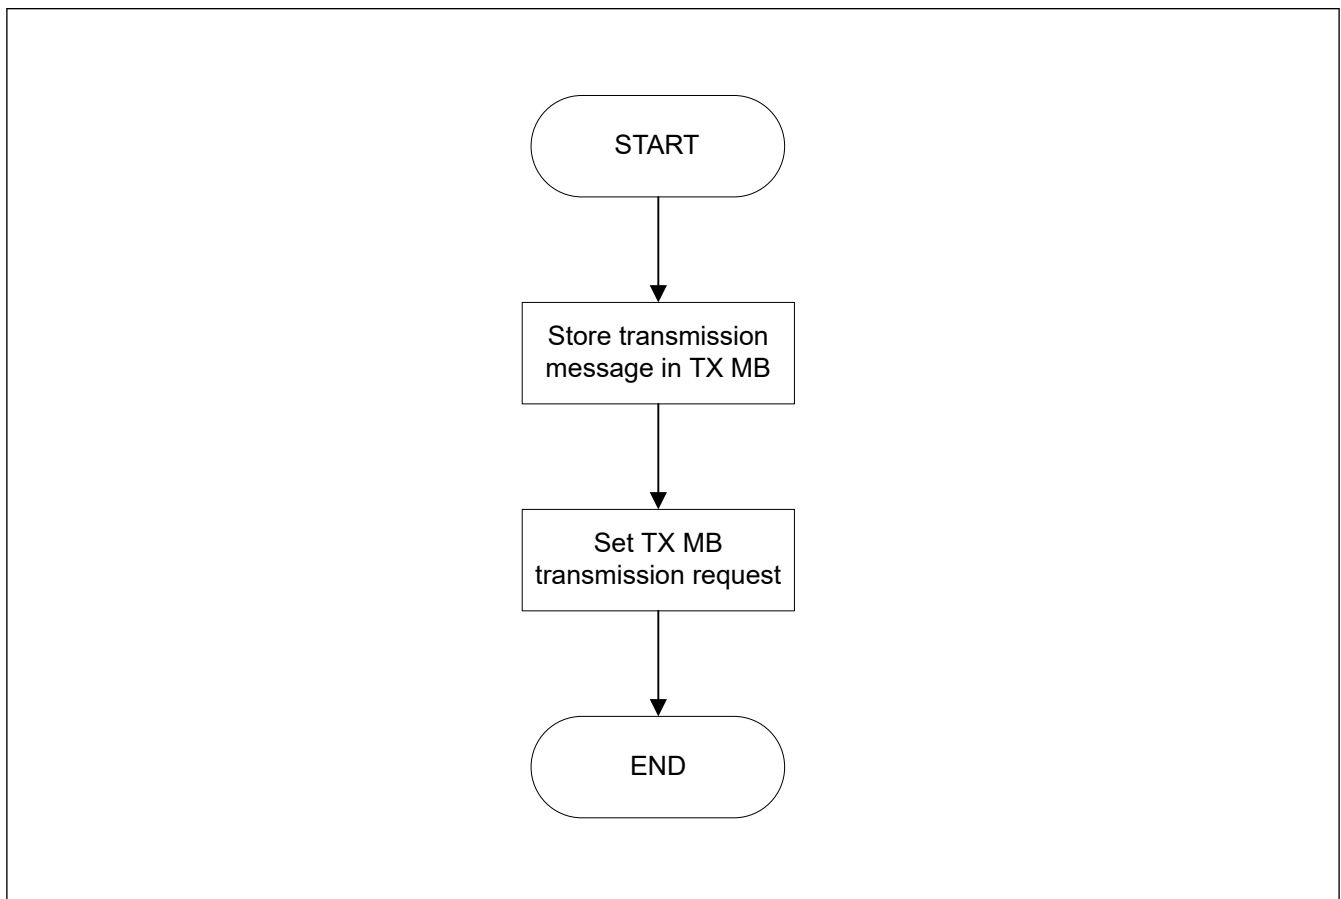 START
Store transmission
message in TX MB
Set TX MB
transmission request
END